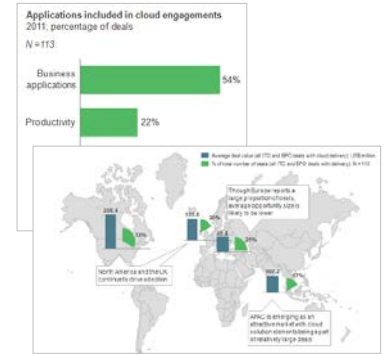 Applications included in cloud engagements
2011; percentage of deals
N =113
Business
applications
54%
Productivity
22%
Average deal value (all ITO and BPO deals with cloud delivery); US$ million
% of total number of deals (all ITO and BPO deals with cloud delivery); N = 113
Though Europe reports a
large proportion of deals,
average opportunity size is
likely to be lower
North America and the UK
continue to drive adoption
APAC is emerging as an
attractive market with cloud
solution elements being a part
of relatively large deals